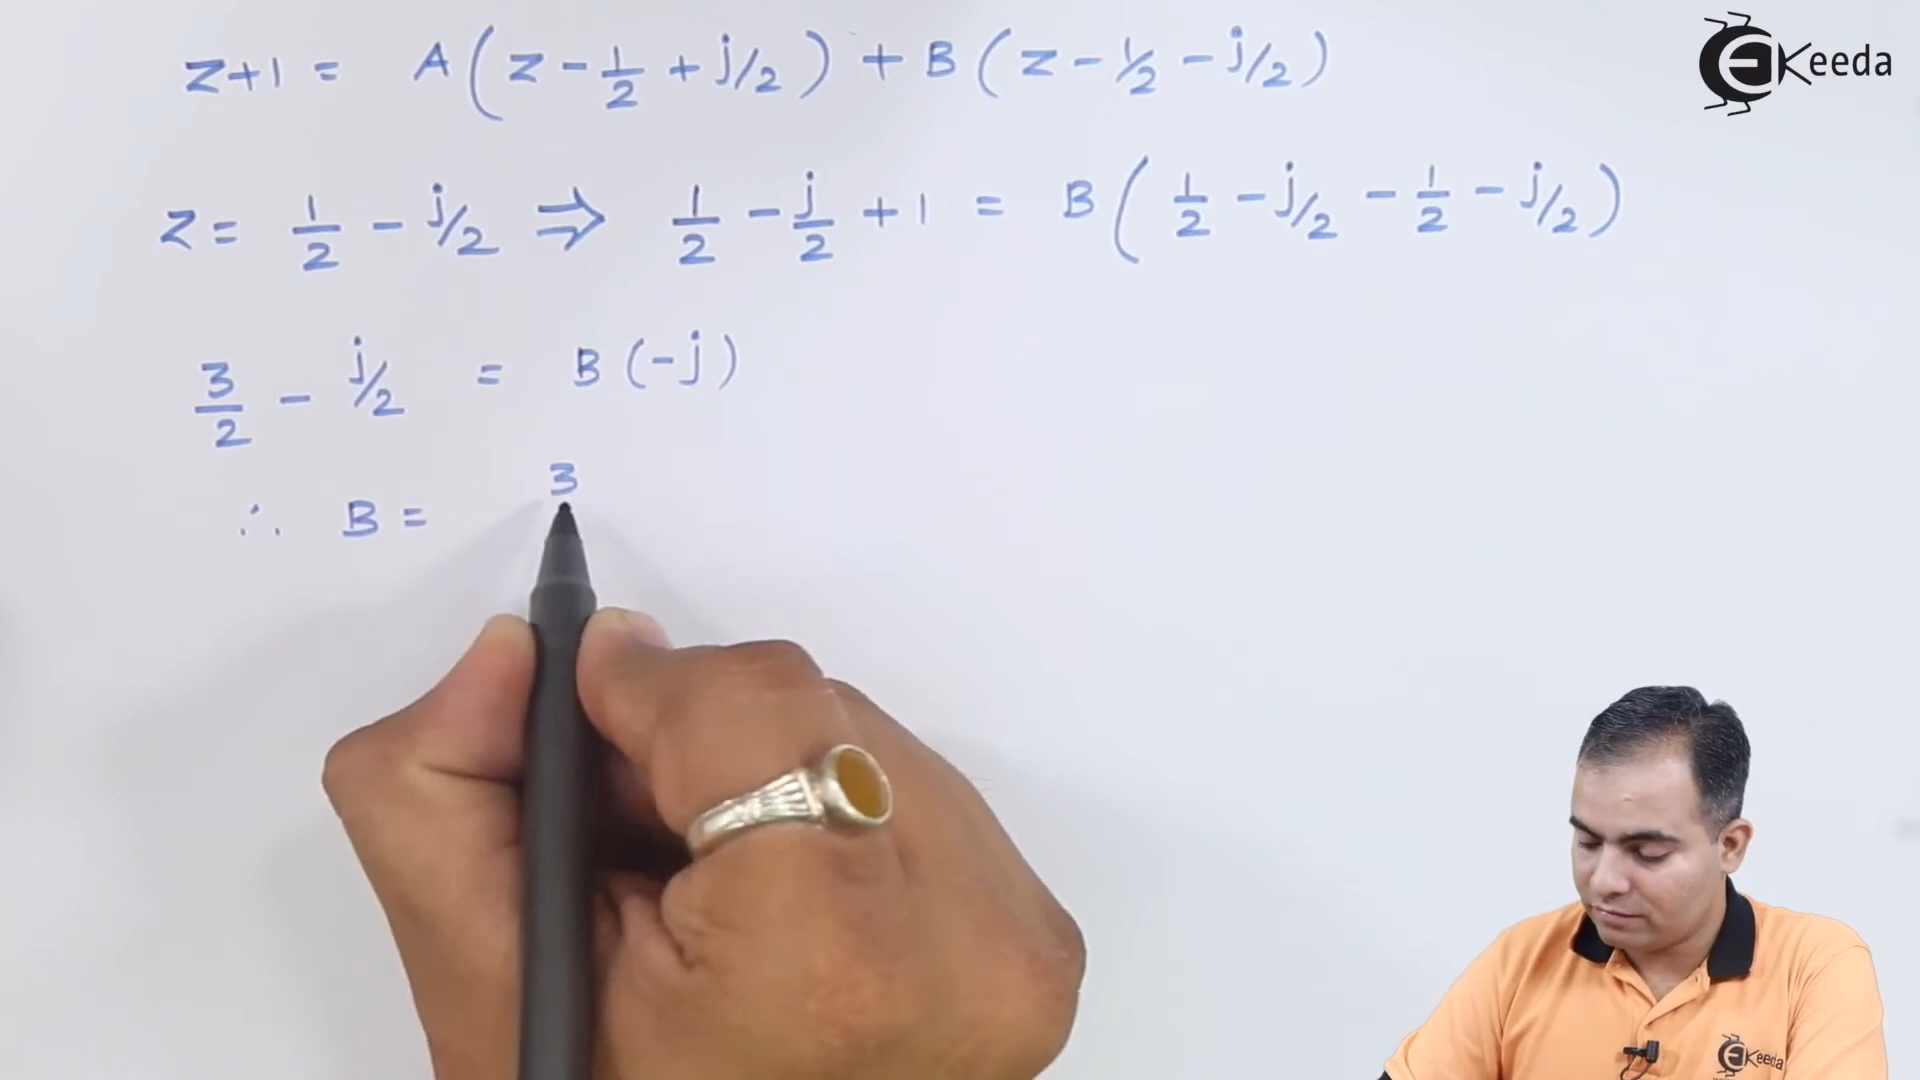 z+1 = A(z - 1/2 + j/2) + B(z - 1/2 - j/2)
EKeeda
z = 1/2 - j/2 ⇒ 1/2 - j/2 + 1 = B(1/2 - j/2 - 1/2 - j/2)
3/2 - j/2 = B(-j)
∴ B = 3
EKeeda